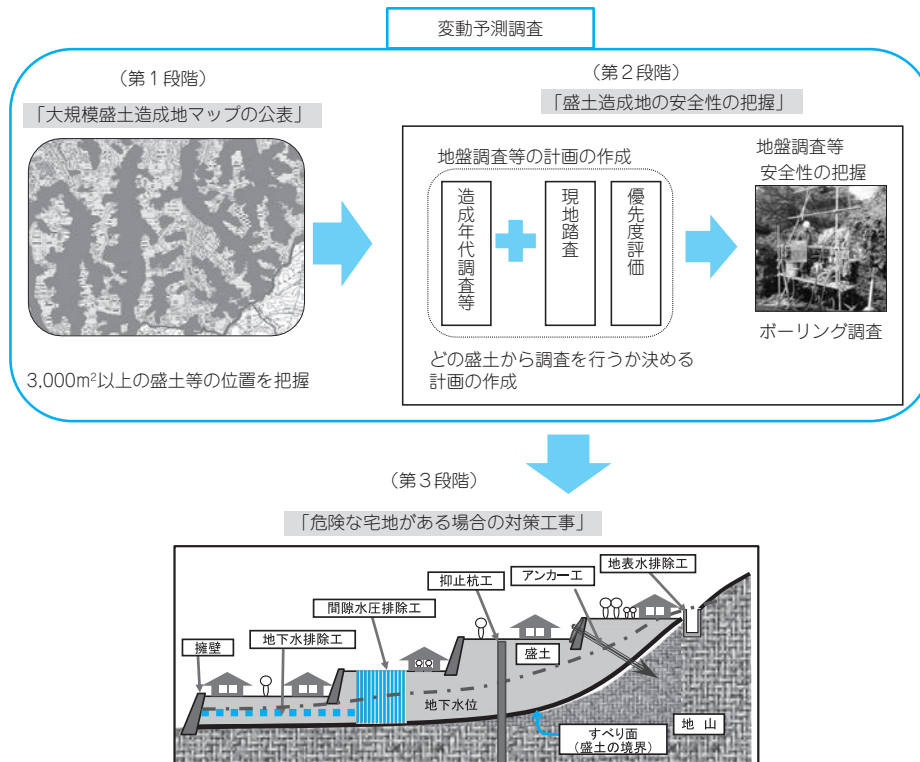 変動予測調査
（第１段階）
「大規模盛土造成地マップの公表」
3,000m²以上の盛土等の位置を把握
（第２段階）
「盛土造成地の安全性の把握」
地盤調査等の計画の作成
造成年代調査等
現地踏査
優先度評価
どの盛土から調査を行うか決める
計画の作成
地盤調査等
安全性の把握
ボーリング調査
（第３段階）
「危険な宅地がある場合の対策工事」
擁壁
地下水排除工
間隙水圧排除工
抑止杭工
アンカー工
地表水排除工
盛土
地下水位
すべり面
（盛土の境界）
地 山